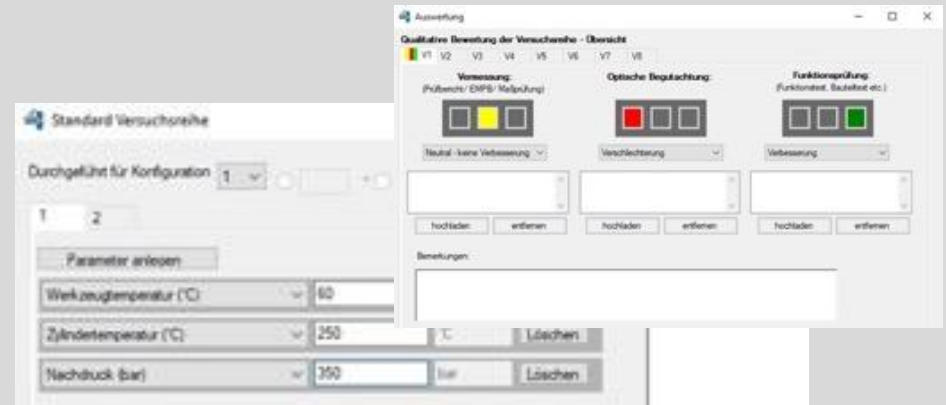 Auswertung
Qualitative Bewertung der Versuchsreihe - Übersicht
V1 V2 V3 V4 V5 V6 V7 V8
Vermessung: Optische Begutachtung: Funktionsprüfung:
(Prüfbericht/ EMPB/ Maßprüfung) (Funktionstest, Bauteiltest etc.)
Neutral - keine Verbesserung Verschlechterung Verbesserung
hochladen entfernen hochladen entfernen hochladen entfernen
Bemerkungen:
Standard Versuchsreihe
Durchgeführt für Konfiguration 1
1 2
Parameter anlegen
Werkzeugtemperatur (°C) 60
Zylindertemperatur (°C) 250 °C Löschen
Nachdruck (bar) 350 bar Löschen